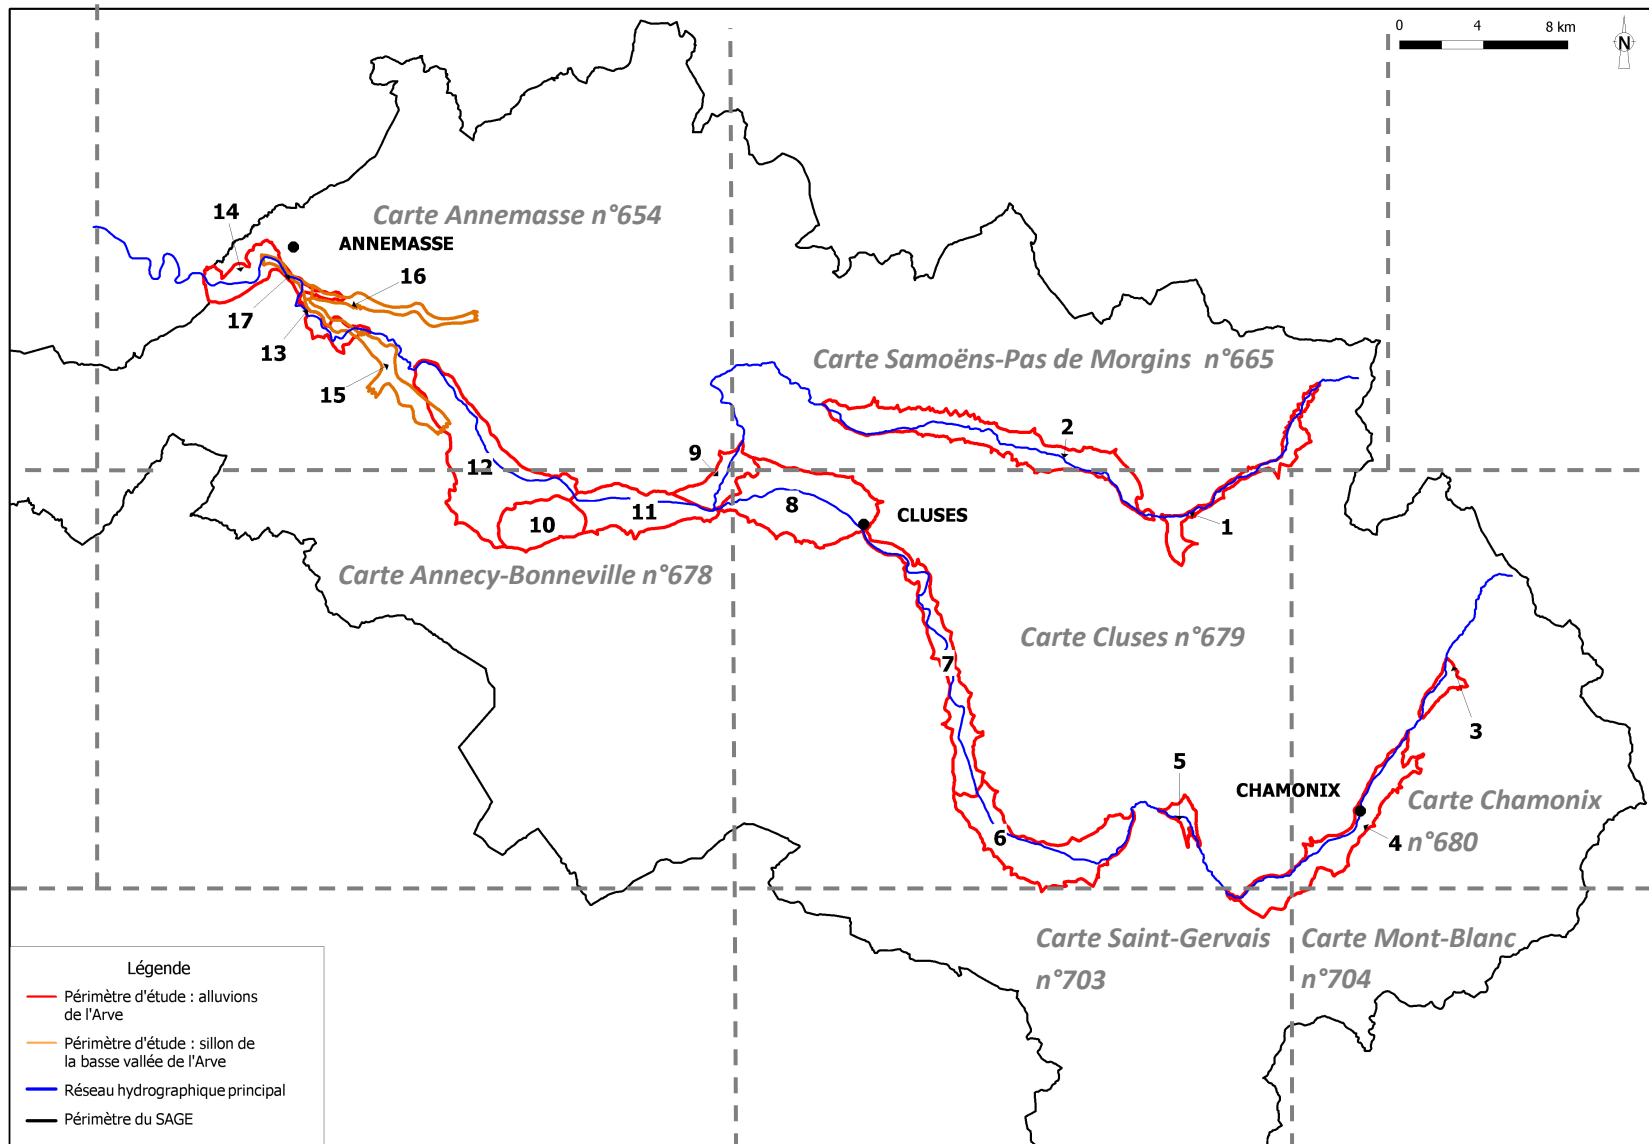 0 4 8 km
N
14
Carte Annemasse n°654
ANNEMASSE
16
17
13
Carte Samoëns-Pas de Morgins n°665
15
2
9
12
8
11
10
CLUSES
1
Carte Annecy-Bonneville n°678
Carte Cluses n°679
7
3
5
CHAMONIX
Carte Chamonix
n°680
6
4
Carte Saint-Gervais
n°703
Carte Mont-Blanc
n°704
Légende
Périmètre d'étude : alluvions
de l'Arve
Périmètre d'étude : sillon de
la basse vallée de l'Arve
Réseau hydrographique principal
Périmètre du SAGE